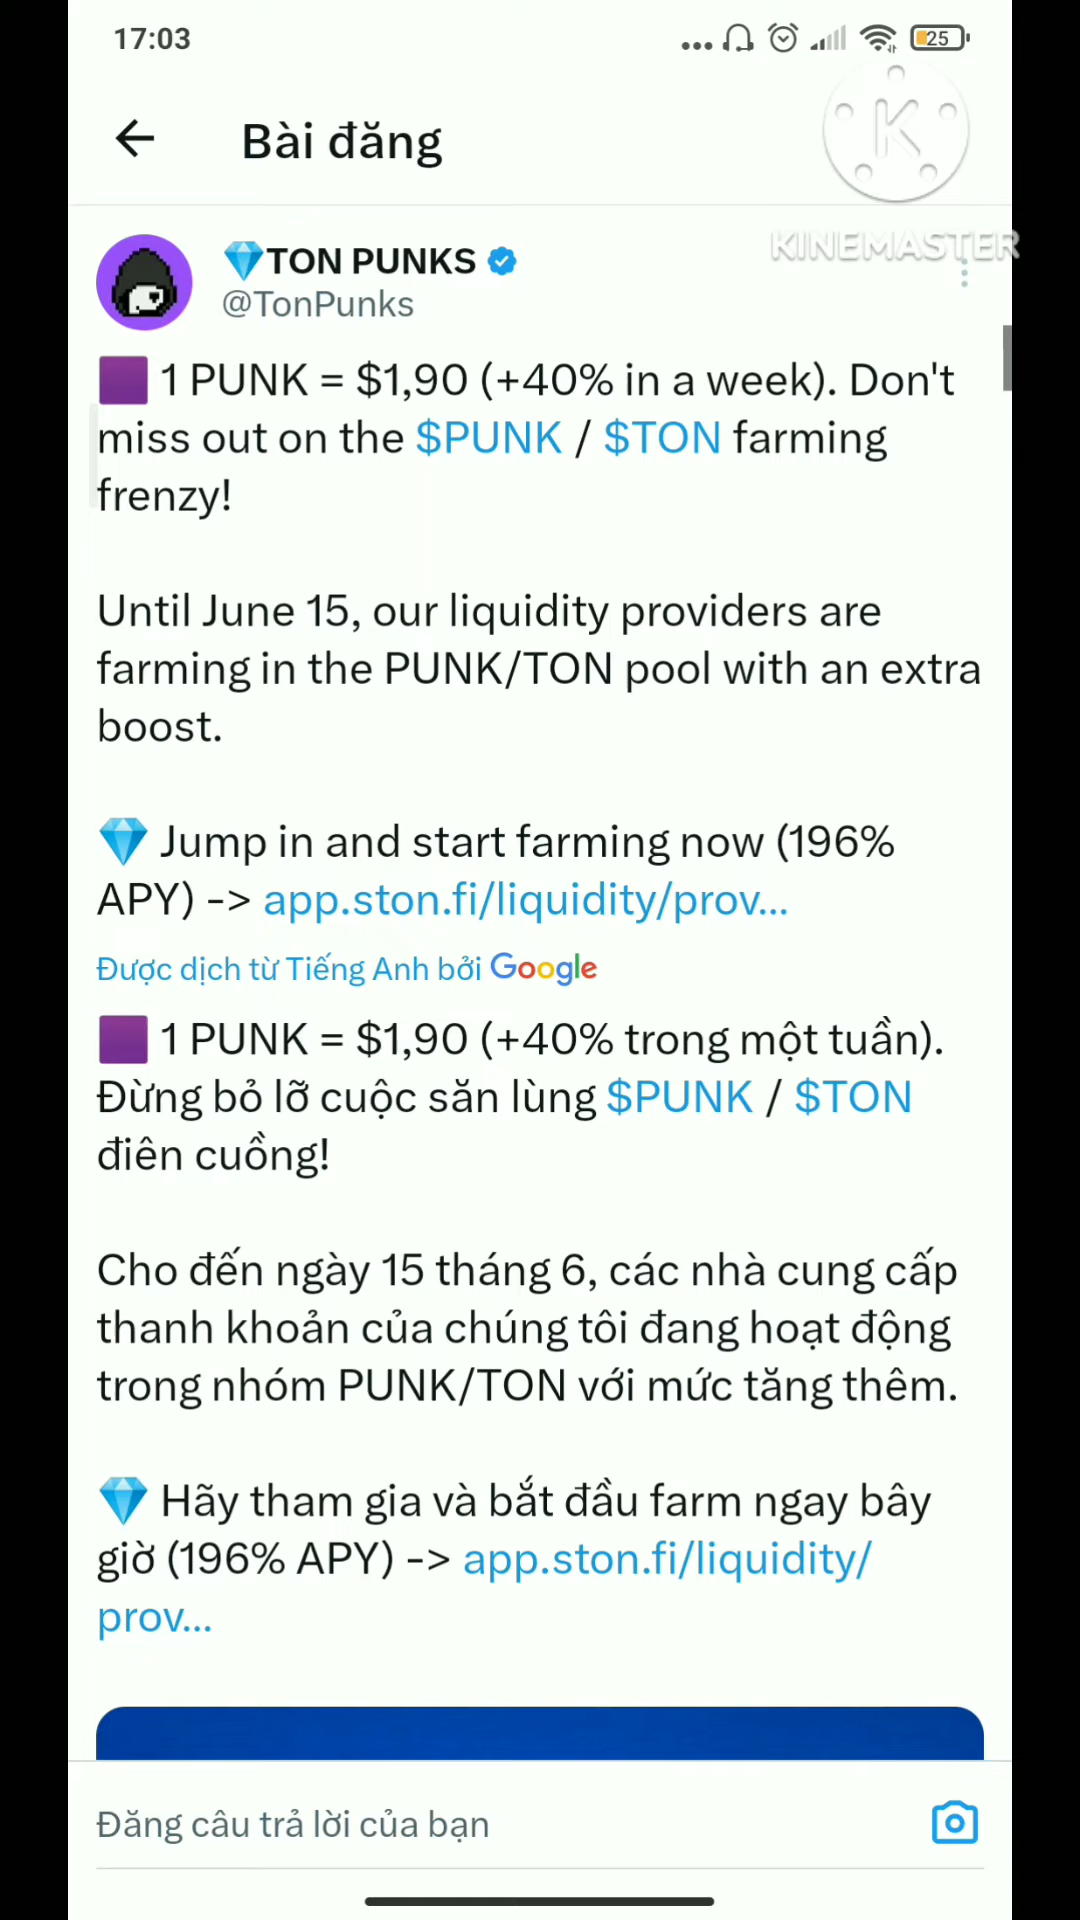 17:03
25
Bài đăng
KINEMASTER
💎TON PUNKS
@TonPunks
🟪 1 PUNK = $1,90 (+40% in a week). Don't
miss out on the $PUNK / $TON farming
frenzy!
Until June 15, our liquidity providers are
farming in the PUNK/TON pool with an extra
boost.
💎 Jump in and start farming now (196%
APY) -> app.ston.fi/liquidity/prov...
Được dịch từ Tiếng Anh bởi Google
🟪 1 PUNK = $1,90 (+40% trong một tuần).
Đừng bỏ lỡ cuộc săn lùng $PUNK / $TON
điên cuồng!
Cho đến ngày 15 tháng 6, các nhà cung cấp
thanh khoản của chúng tôi đang hoạt động
trong nhóm PUNK/TON với mức tăng thêm.
💎 Hãy tham gia và bắt đầu farm ngay bây
giờ (196% APY) -> app.ston.fi/liquidity/
prov...
Đăng câu trả lời của bạn